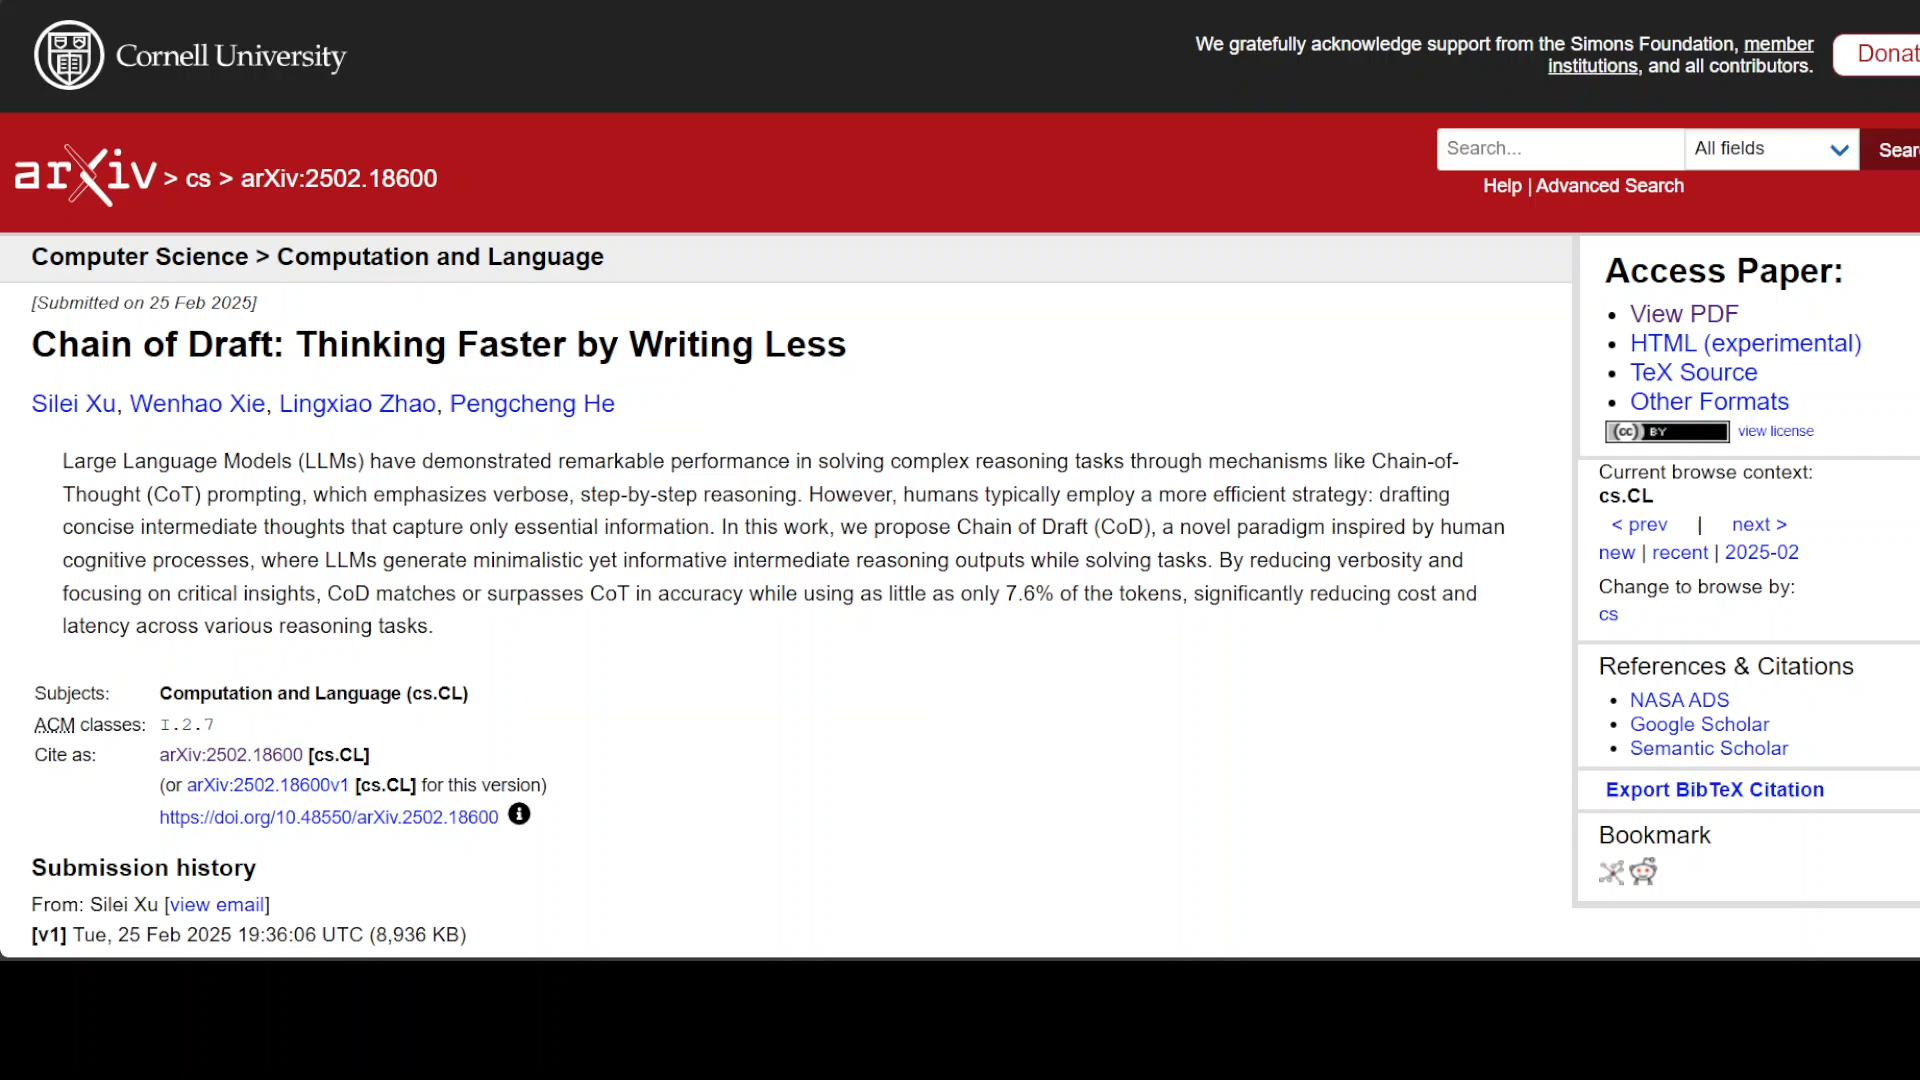 Cornell University
We gratefully acknowledge support from the Simons Foundation, member
institutions, and all contributors.
Donat
arXiv > cs > arXiv:2502.18600
Search...
All fields
Sear
Help | Advanced Search
Computer Science > Computation and Language
[Submitted on 25 Feb 2025]
Chain of Draft: Thinking Faster by Writing Less
Silei Xu, Wenhao Xie, Lingxiao Zhao, Pengcheng He
Large Language Models (LLMs) have demonstrated remarkable performance in solving complex reasoning tasks through mechanisms like Chain-of-
Thought (CoT) prompting, which emphasizes verbose, step-by-step reasoning. However, humans typically employ a more efficient strategy: drafting
concise intermediate thoughts that capture only essential information. In this work, we propose Chain of Draft (CoD), a novel paradigm inspired by human
cognitive processes, where LLMs generate minimalistic yet informative intermediate reasoning outputs while solving tasks. By reducing verbosity and
focusing on critical insights, CoD matches or surpasses CoT in accuracy while using as little as only 7.6% of the tokens, significantly reducing cost and
latency across various reasoning tasks.
Subjects: Computation and Language (cs.CL)
ACM classes: I.2.7
Cite as: arXiv:2502.18600 [cs.CL]
(or arXiv:2502.18600v1 [cs.CL] for this version)
https://doi.org/10.48550/arXiv.2502.18600
Submission history
From: Silei Xu [view email]
[v1] Tue, 25 Feb 2025 19:36:06 UTC (8,936 KB)
Access Paper:
View PDF
HTML (experimental)
TeX Source
Other Formats
(cc) BY view license
Current browse context:
cs.CL
< prev | next >
new | recent | 2025-02
Change to browse by:
cs
References & Citations
NASA ADS
Google Scholar
Semantic Scholar
Export BibTeX Citation
Bookmark